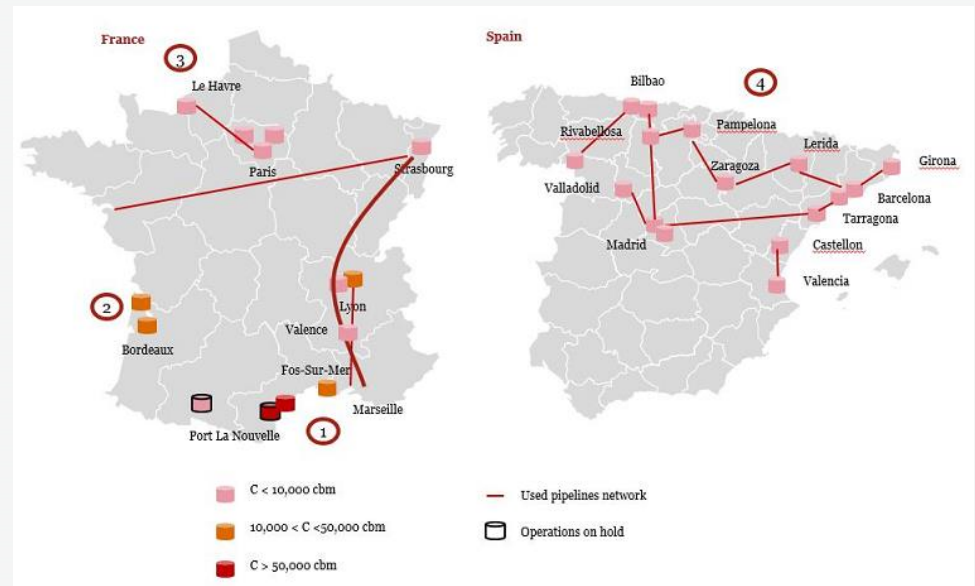 France
3
Le Havre
Paris
Strasbourg
2
Bordeaux
Lyon
Valence
Fos-Sur-Mer
Marseille
Port La Nouvelle
1
Spain
4
Bilbao
Rivabellosa
Pampelona
Lerida
Zaragoza
Girona
Valladolid
Barcelona
Tarragona
Madrid
Castellon
Valencia
C < 10,000 cbm
10,000 < C <50,000 cbm
C > 50,000 cbm
Used pipelines network
Operations on hold